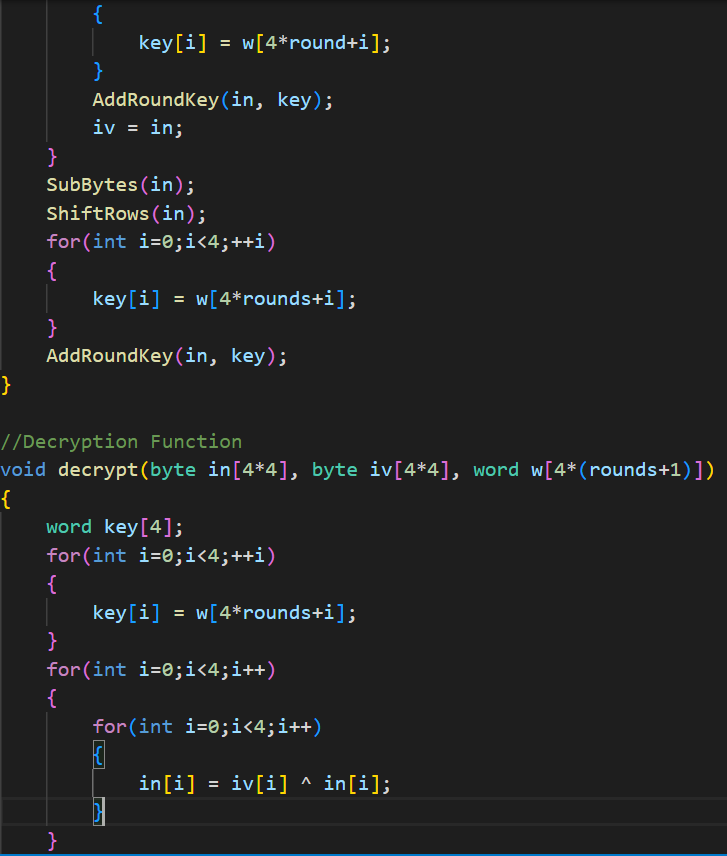 {
            key[i] = w[4*round+i];
        }
        AddRoundKey(in, key);
        iv = in;
    }
    SubBytes(in);
    ShiftRows(in);
    for(int i=0;i<4;++i)
    {
        key[i] = w[4*rounds+i];
    }
    AddRoundKey(in, key);
}

//Decryption Function
void decrypt(byte in[4*4], byte iv[4*4], word w[4*(rounds+1)])
{
    word key[4];
    for(int i=0;i<4;++i)
    {
        key[i] = w[4*rounds+i];
    }
    for(int i=0;i<4;i++)
    {
        for(int i=0;i<4;i++)
        {
            in[i] = iv[i] ^ in[i];
        }
    }